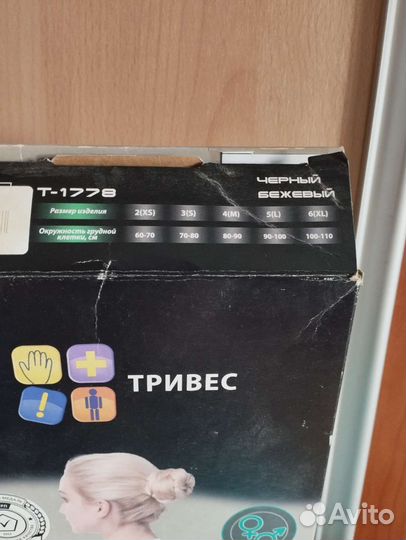 T-1778
ЧЕРНЫЙ
БЕЖЕВЫЙ
Размер изделия 2(XS) 3(S) 4(M) 5(L) 6(XL)
Окружность грудной клетки, см 60-70 70-80 80-90 90-100 100-110
ТРИВЕС
Avito